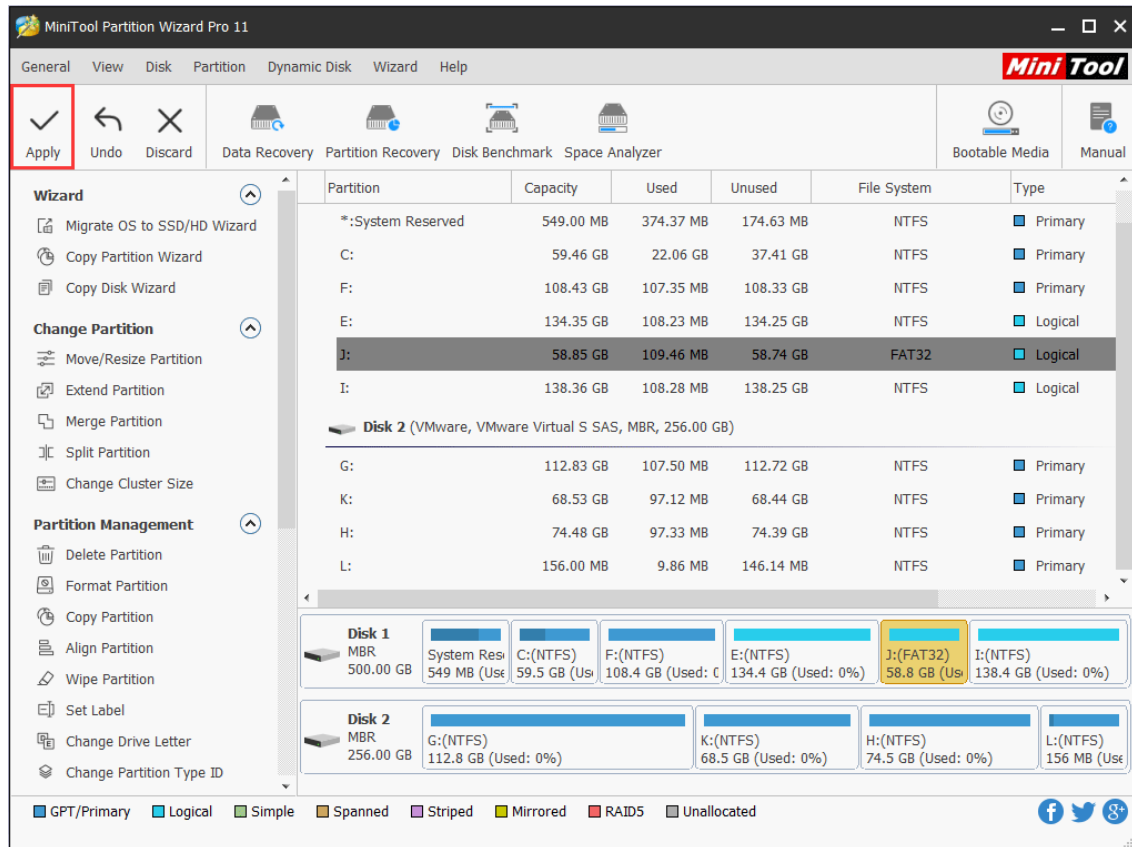 MiniTool Partition Wizard Pro 11
General View Disk Partition Dynamic Disk Wizard Help
Mini Tool
Apply Undo Discard Data Recovery Partition Recovery Disk Benchmark Space Analyzer Bootable Media Manual
Wizard
Migrate OS to SSD/HD Wizard
Copy Partition Wizard
Copy Disk Wizard
Change Partition
Move/Resize Partition
Extend Partition
Merge Partition
Split Partition
Change Cluster Size
Partition Management
Delete Partition
Format Partition
Copy Partition
Align Partition
Wipe Partition
Set Label
Change Drive Letter
Change Partition Type ID
Partition Capacity Used Unused File System Type
*:System Reserved 549.00 MB 374.37 MB 174.63 MB NTFS Primary
C: 59.46 GB 22.06 GB 37.41 GB NTFS Primary
F: 108.43 GB 107.35 MB 108.33 GB NTFS Primary
E: 134.35 GB 108.23 MB 134.25 GB NTFS Logical
J: 58.85 GB 109.46 MB 58.74 GB FAT32 Logical
I: 138.36 GB 108.28 MB 138.25 GB NTFS Logical
Disk 2 (VMware, VMware Virtual S SAS, MBR, 256.00 GB)
G: 112.83 GB 107.50 MB 112.72 GB NTFS Primary
K: 68.53 GB 97.12 MB 68.44 GB NTFS Primary
H: 74.48 GB 97.33 MB 74.39 GB NTFS Primary
L: 156.00 MB 9.86 MB 146.14 MB NTFS Primary
Disk 1
MBR
500.00 GB
System Res
549 MB (Use
C:(NTFS)
59.5 GB (Us
F:(NTFS)
108.4 GB (Used: 
E:(NTFS)
134.4 GB (Used: 0%)
J:(FAT32)
58.8 GB (Us
I:(NTFS)
138.4 GB (Used: 0%)
Disk 2
MBR
256.00 GB
G:(NTFS)
112.8 GB (Used: 0%)
K:(NTFS)
68.5 GB (Used: 0%)
H:(NTFS)
74.5 GB (Used: 0%)
L:(NTFS)
156 MB (Use
GPT/Primary Logical Simple Spanned Striped Mirrored RAID5 Unallocated
f g+